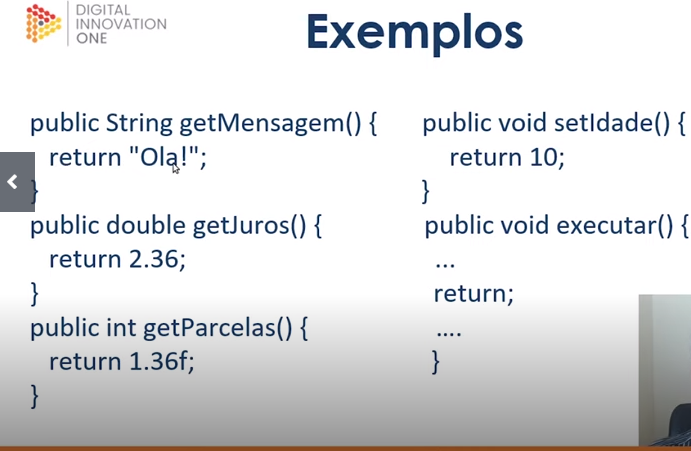 DIGITAL
INNOVATION
ONE
Exemplos
public String getMensagem() {
return "Ola!";
}
public double getJuros() {
return 2.36;
}
public int getParcelas() {
return 1.36f;
}
public void setIdade() {
return 10;
}
public void executar() {
...
return;
....
}